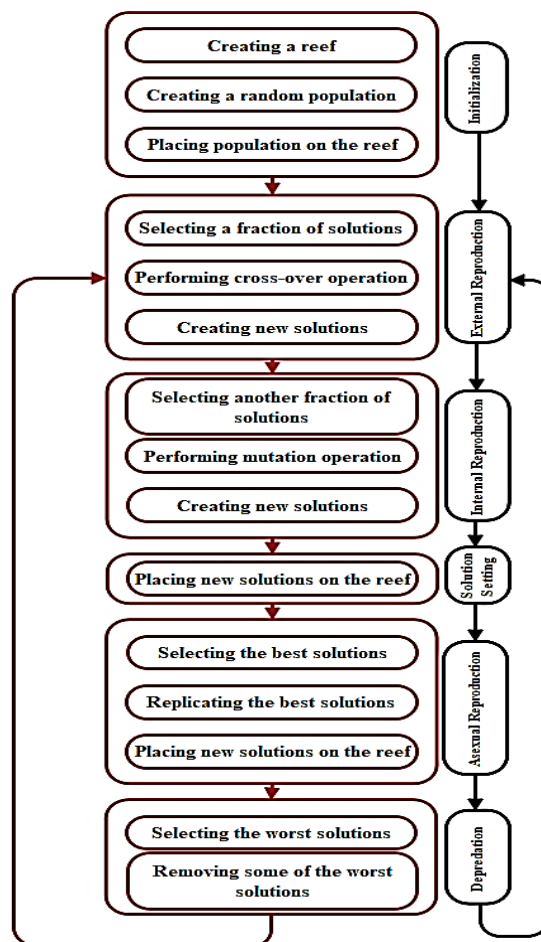 Creating a reef
Creating a random population
Placing population on the reef
Initialization
Selecting a fraction of solutions
Performing cross-over operation
Creating new solutions
External Reproduction
Selecting another fraction of
solutions
Performing mutation operation
Creating new solutions
Internal Reproduction
Placing new solutions on the reef
Solution
Setting
Selecting the best solutions
Replicating the best solutions
Placing new solutions on the reef
Asexual Reproduction
Selecting the worst solutions
Removing some of the worst
solutions
Depredation